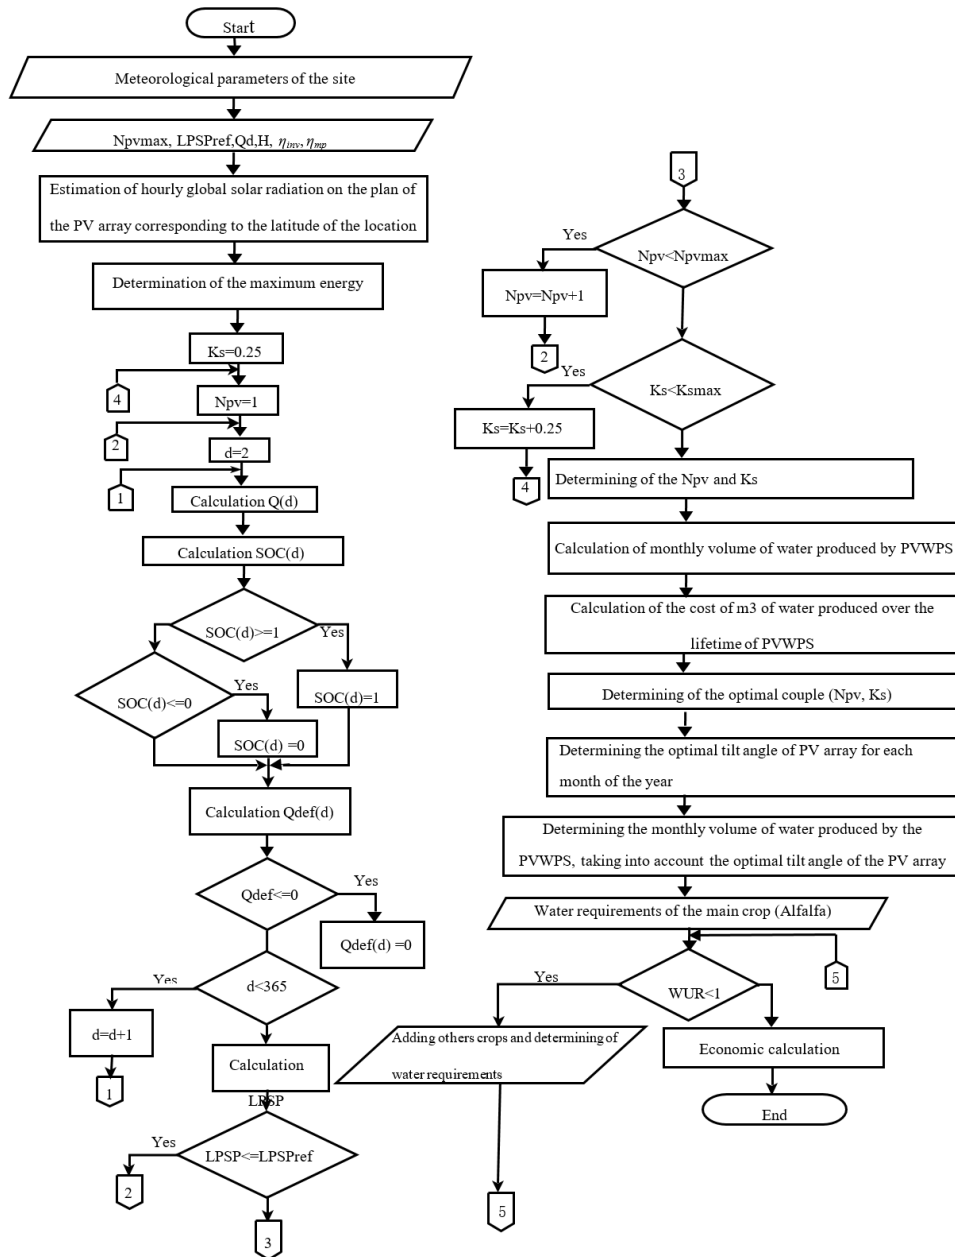 Start
Meteorological parameters of the site
Npvmax, LPSPref,Qd,H, ηinv, ηmp
Estimation of hourly global solar radiation on the plan of
the PV array corresponding to the latitude of the location
Determination of the maximum energy
Ks=0.25
4
Npv=1
2
d=2
1
Calculation Q(d)
Calculation SOC(d)
SOC(d)>=1
Yes
SOC(d)=1
SOC(d)<=0
Yes
SOC(d) =0
Calculation Qdef(d)
Qdef<=0
Yes
Qdef(d) =0
d<365
Yes
d=d+1
1
Calculation
LPSP
LPSP<=LPSPref
Yes
2
3
3
Npv<Npvmax
Yes
Npv=Npv+1
2
Ks<Ksmax
Yes
Ks=Ks+0.25
4
Determining of the Npv and Ks
Calculation of monthly volume of water produced by PVWPS
Calculation of the cost of m3 of water produced over the
lifetime of PVWPS
Determining of the optimal couple (Npv, Ks)
Determining the optimal tilt angle of PV array for each
month of the year
Determining the monthly volume of water produced by the
PVWPS, taking into account the optimal tilt angle of the PV array
Water requirements of the main crop (Alfalfa)
5
WUR<1
Yes
Adding others crops and determining of
water requirements
5
Economic calculation
End